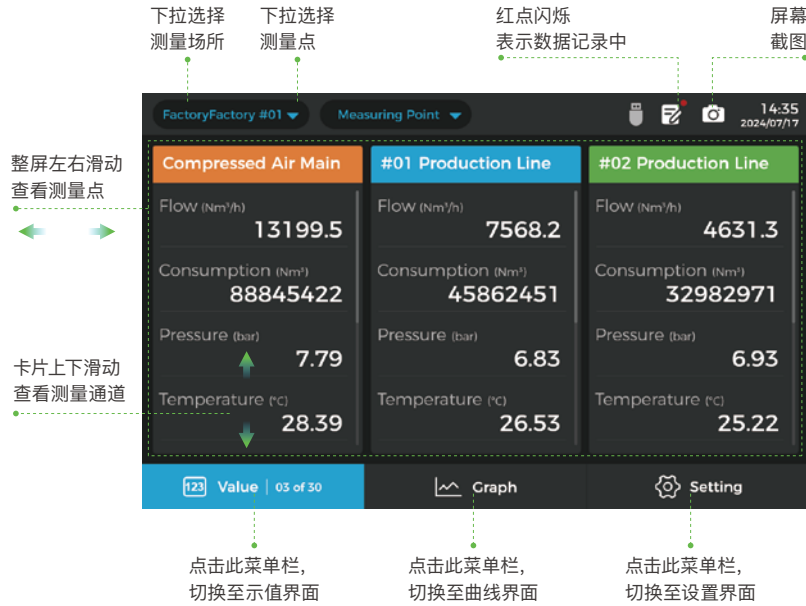 下拉选择
测量场所
下拉选择
测量点
红点闪烁
表示数据记录中
屏幕
截图
FactoryFactory #01
Measuring Point
14:35
2024/07/17
整屏左右滑动
查看测量点
Compressed Air Main
Flow (Nm³/h)
13199.5
Consumption (Nm³)
88845422
Pressure (bar)
7.79
Temperature (°C)
28.39
#01 Production Line
Flow (Nm³/h)
7568.2
Consumption (Nm³)
45862451
Pressure (bar)
6.83
Temperature (°C)
26.53
#02 Production Line
Flow (Nm³/h)
4631.3
Consumption (Nm³)
32982971
Pressure (bar)
6.93
Temperature (°C)
25.22
卡片上下滑动
查看测量通道
123 Value | 03 of 30
Graph
Setting
点击此菜单栏,
切换至示值界面
点击此菜单栏,
切换至曲线界面
点击此菜单栏,
切换至设置界面